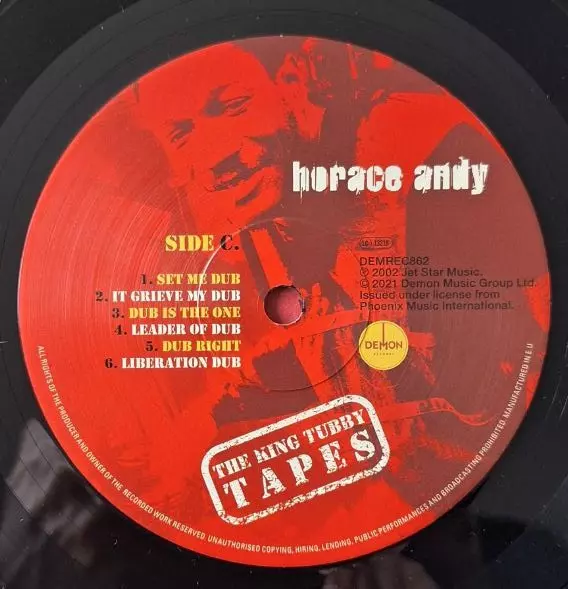 horace andy
SIDE C.
1. SET ME DUB
2. IT GRIEVE MY DUB
3. DUB IS THE ONE
4. LEADER OF DUB
5. DUB RIGHT
6. LIBERATION DUB
LC 13218
DEMREC862
℗ 2002 Jet Star Music.
© 2021 Demon Music Group Ltd.
Issued under license from
Phoenix Music International.
DEMON
RECORDS
THE KING TUBBY
TAPES
ALL RIGHTS OF THE PRODUCER AND OWNER OF THE RECORDED WORK RESERVED. UNAUTHORISED COPYING, HIRING, LENDING, PUBLIC PERFORMANCES AND BROADCASTING PROHIBITED. MANUFACTURED IN E.U